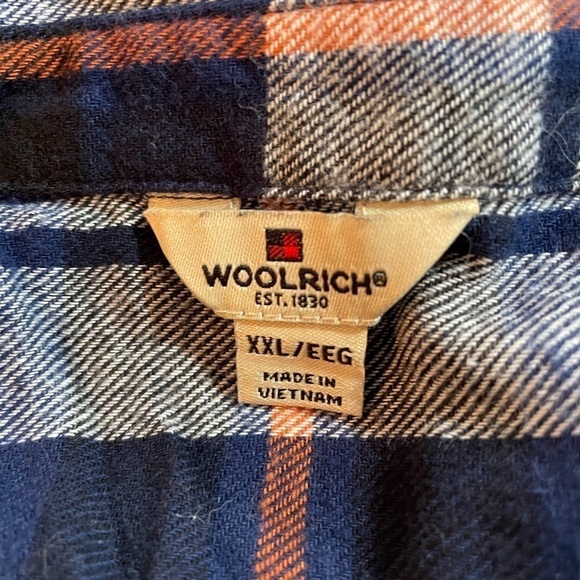 WOOLRICH®
EST. 1830
XXL/EEG
MADE IN
VIETNAM